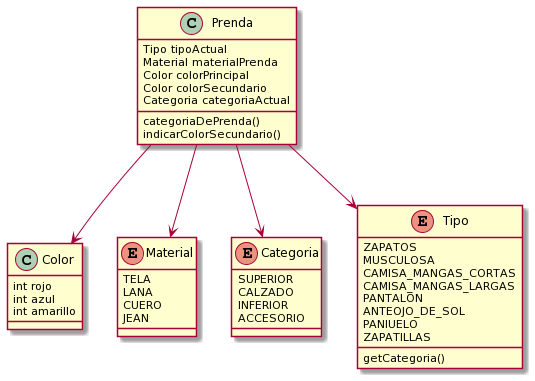 C Prenda
Tipo tipoActual
Material materialPrenda
Color colorPrincipal
Color colorSecundario
Categoria categoriaActual
categoriaDePrenda()
indicarColorSecundario()
C Color
int rojo
int azul
int amarillo
E Material
TELA
LANA
CUERO
JEAN
E Categoria
SUPERIOR
CALZADO
INFERIOR
ACCESORIO
E Tipo
ZAPATOS
MUSCULOSA
CAMISA_MANGAS_CORTAS
CAMISA_MANGAS_LARGAS
PANTALON
ANTEOJO_DE_SOL
PANIUELO
ZAPATILLAS
getCategoria()